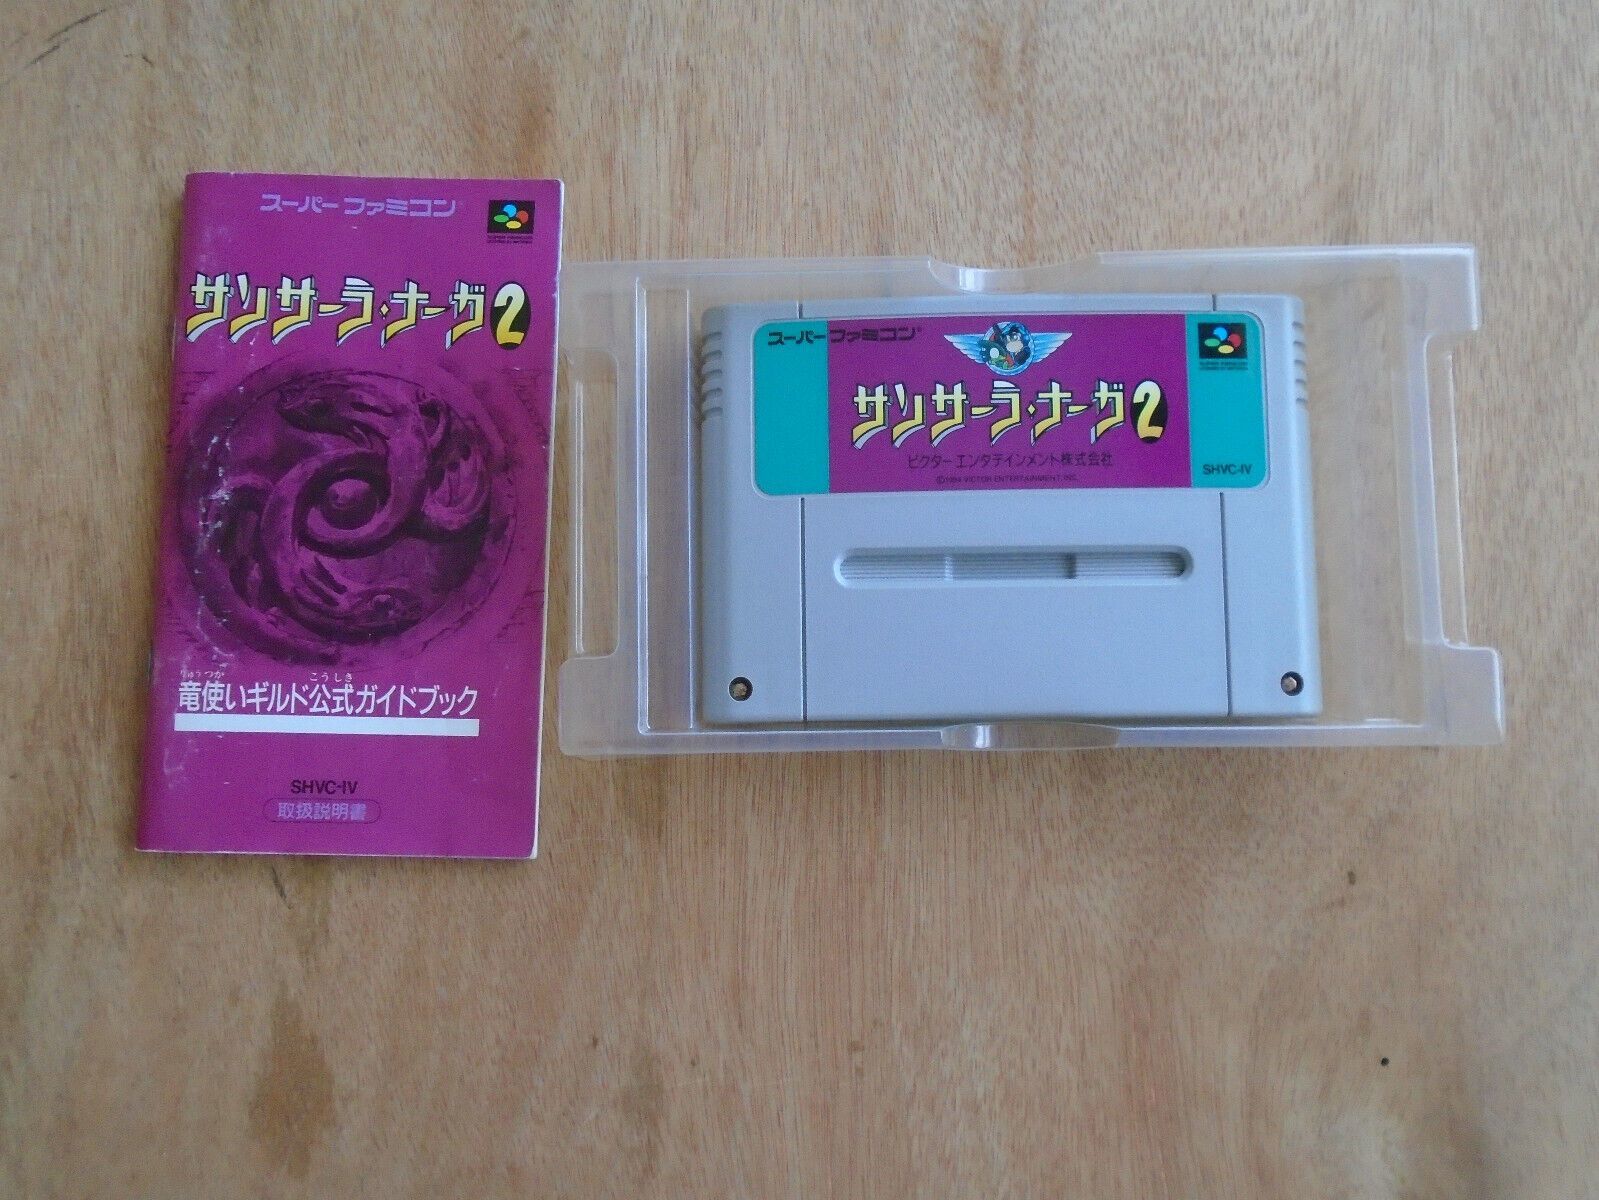 スーパーファミコン
サンサーラ・ナーガ2
りゅうつか こうしき
竜使いギルド公式ガイドブック
SHVC-IV
取扱説明書
スーパーファミコン
サンサーラ・ナーガ2
ビクターエンタテインメント株式会社
©1994 VICTOR ENTERTAINMENT, INC.
SHVC-IV